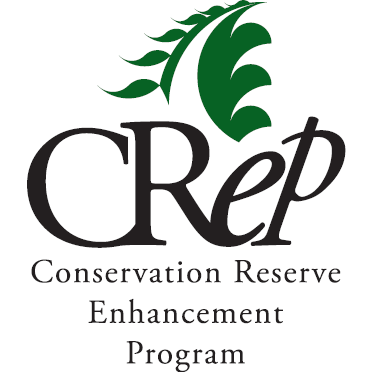 CRep
Conservation Reserve
Enhancement
Program